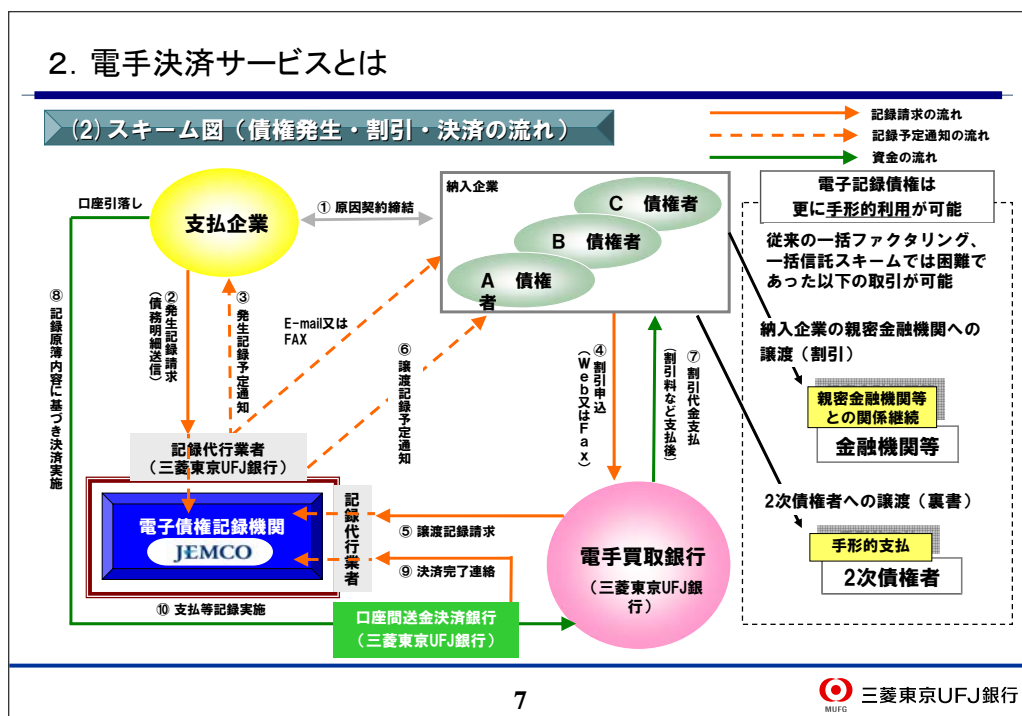 2. 電手決済サービスとは
(2) スキーム図(債権発生・割引・決済の流れ)
記録請求の流れ
記録予定通知の流れ
資金の流れ
口座引落し
支払企業
① 原因契約締結
納入企業
C 債権者
B 債権者
A 債権
者
電子記録債権は
更に手形的利用が可能
従来の一括ファクタリング、
一括信託スキームでは困難で
あった以下の取引が可能
納入企業の親密金融機関への
譲渡(割引)
親密金融機関等
との関係継続
金融機関等
2次債権者への譲渡(裏書)
手形的支払
2次債権者
⑧ 記録原簿内容に基づき決済実施
②発生記録請求
(債務明細送信)
③ 発生記録予定通知
E-mail又は
FAX
⑥ 譲渡記録予定通知
④ 割引申込
(Web又はFax)
⑦ 割引代金支払
(割引料など支払後)
記録代行業者
(三菱東京UFJ銀行)
電子債権記録機関
JEMCO
記録代行業者
⑤ 譲渡記録請求
⑨ 決済完了連絡
電手買取銀行
(三菱東京UFJ銀
行)
⑩ 支払等記録実施
口座間送金決済銀行
(三菱東京UFJ銀行)
7
MUFG
三菱東京UFJ銀行